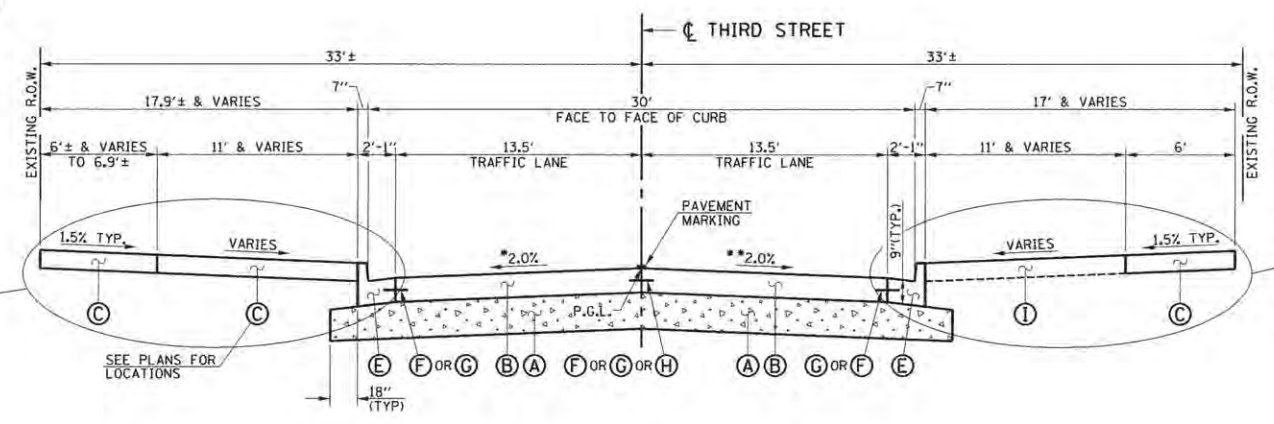 ℄ THIRD STREET
33'±
33'±
EXISTING R.O.W.
EXISTING R.O.W.
7"
7"
17.9'± & VARIES
30'
FACE TO FACE OF CURB
17' & VARIES
6'± & VARIES
TO 6.9'±
11' & VARIES
2'-1"
13.5'
TRAFFIC LANE
13.5'
TRAFFIC LANE
2'-1"
11' & VARIES
6'
PAVEMENT
MARKING
9"(TYP.)
1.5% TYP.
VARIES
*2.0%
**2.0%
VARIES
1.5% TYP.
P.G.L.
C
C
I
C
SEE PLANS FOR
LOCATIONS
E
F OR G
B
A
F OR G OR H
A
B
G OR F
E
18"
(TYP)